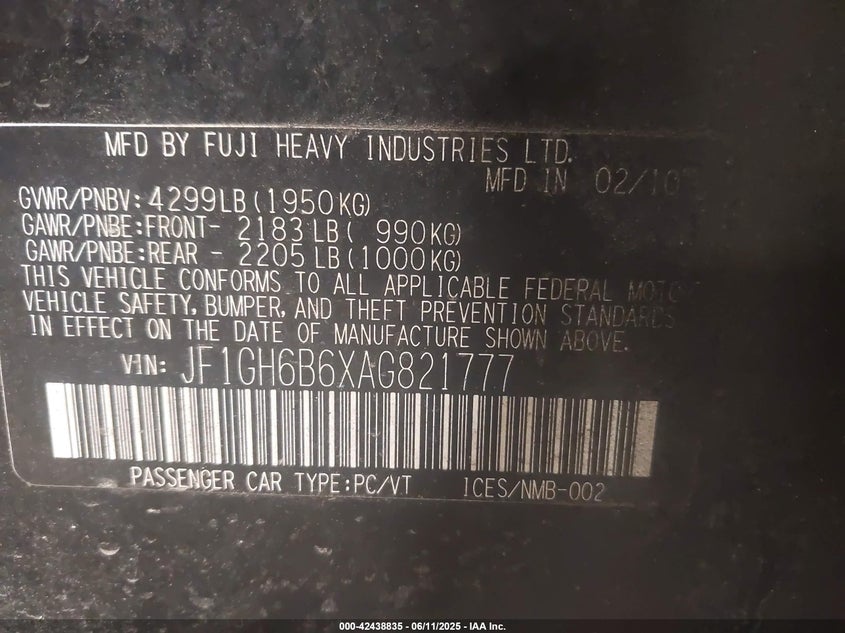 MFD BY FUJI HEAVY INDUSTRIES LTD.
MFD IN 02/10
GVWR/PNBV: 4299LB (1950KG)
GAWR/PNBE:FRONT- 2183 LB ( 990KG)
GAWR/PNBE:REAR - 2205 LB (1000KG)
THIS VEHICLE CONFORMS TO ALL APPLICABLE FEDERAL MOTOR
VEHICLE SAFETY, BUMPER, AND THEFT PREVENTION STANDARDS
IN EFFECT ON THE DATE OF MANUFACTURE SHOWN ABOVE.
VIN: JF1GH6B6XAG821777
PASSENGER CAR TYPE:PC/VT ICES/NMB-002
000-42438835 - 06/11/2025 - IAA Inc.